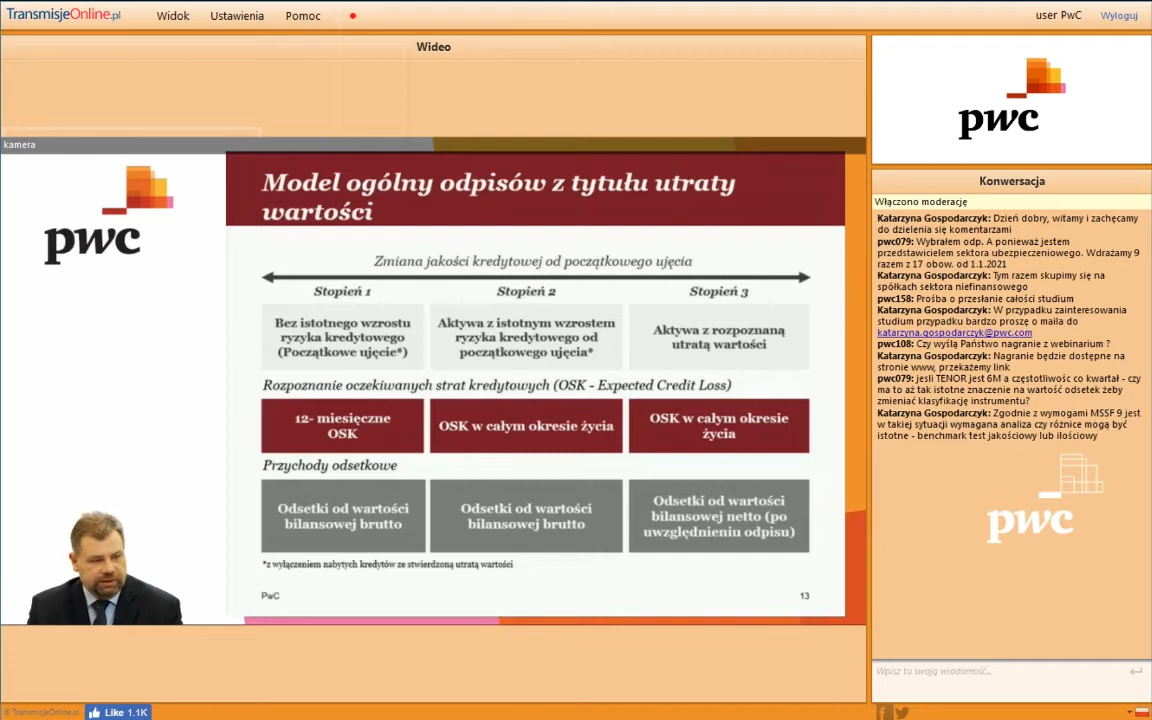 TransmisjeOnline.pl
Widok
Ustawienia
Pomoc
user PwC
Wyloguj
Wideo
kamera
pwc
Model ogólny odpisów z tytułu utraty
wartości
Zmiana jakości kredytowej od początkowego ujęcia
Stopień 1
Stopień 2
Stopień 3
Bez istotnego wzrostu
ryzyka kredytowego
(Początkowe ujęcie*)
Aktywa z istotnym wzrostem
ryzyka kredytowego od
początkowego ujęcia*
Aktywa z rozpoznaną
utratą wartości
Rozpoznanie oczekiwanych strat kredytowych (OSK - Expected Credit Loss)
12- miesięczne
OSK
OSK w całym okresie życia
OSK w całym okresie
życia
Przychody odsetkowe
Odsetki od wartości
bilansowej brutto
Odsetki od wartości
bilansowej brutto
Odsetki od wartości
bilansowej netto (po
uwzględnieniu odpisu)
*z wyłączeniem nabytych kredytów ze stwierdzoną utratą wartości
PwC
13
pwc
Konwersacja
Włączono moderację
Katarzyna Gospodarczyk: Dzień dobry, witamy i zachęcamy
do dzielenia się komentarzami
pwc079: Wybrałem odp. A ponieważ jestem
przedstawicielem sektora ubezpieczeniowego. Wdrażamy 9
razem z 17 obow. od 1.1.2021
Katarzyna Gospodarczyk: Tym razem skupimy się na
spółkach sektora niefinansowego
pwc158: Prośba o przesłanie całości studium
Katarzyna Gospodarczyk: W przypadku zainteresowania
studium przypadku bardzo proszę o maila do
katarzyna.gospodarczyk@pwc.com
pwc108: Czy wyślą Państwo nagranie z webinarium ?
Katarzyna Gospodarczyk: Nagranie będzie dostępne na
stronie www, przekażemy link
pwc079: jesli TENOR jest 6M a częstotliwośc co kwartał - czy
ma to aż tak istotne znaczenie na wartość odsetek żeby
zmieniać klasyfikację instrumentu?
Katarzyna Gospodarczyk: Zgodnie z wymogami MSSF 9 jest
w takiej sytuacji wymagana analiza czy różnice mogą być
istotne - benchmark test jakościowy lub ilościowy
pwc
Wpisz tu swoją wiadomość...
© TransmisjeOnline.pl
Like 1.1K